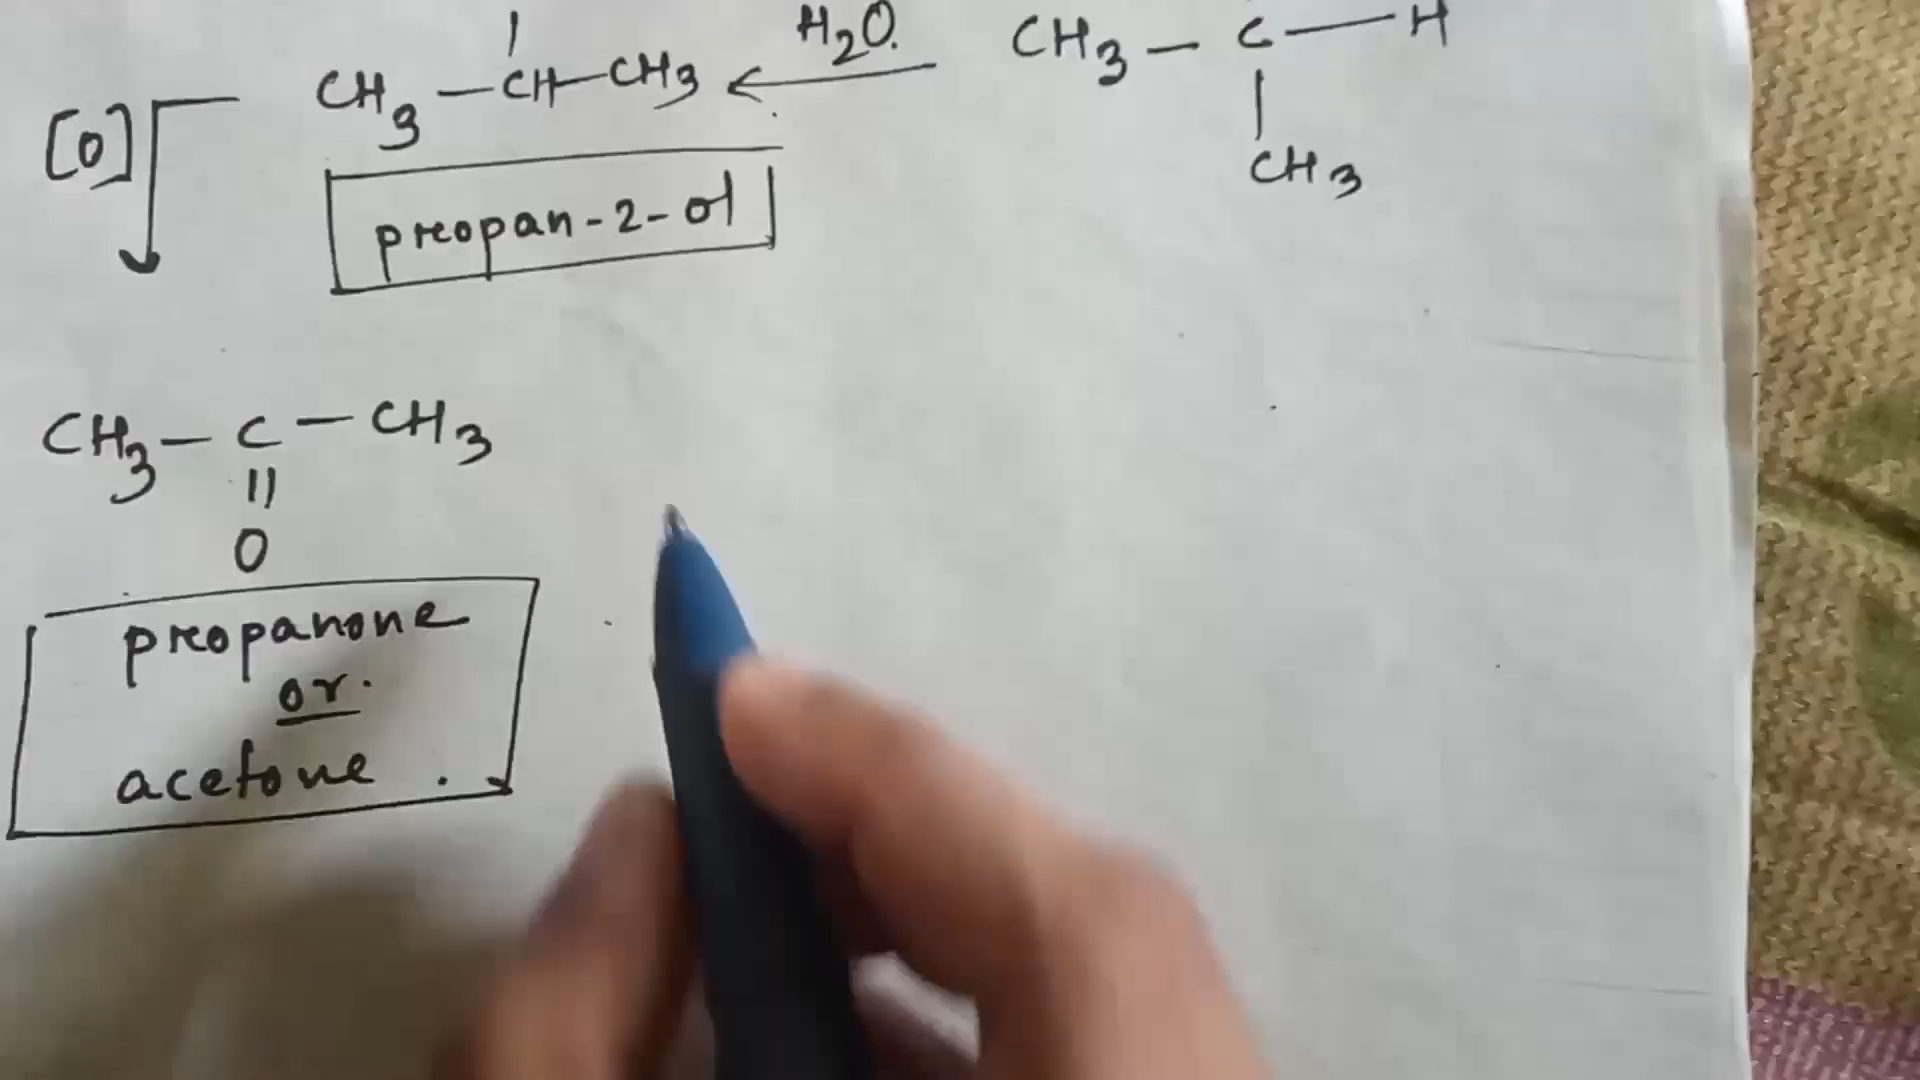 H2O.
CH3 — C — H
|
CH3
|
CH3 — CH — CH3 ←
[O]
propan-2-ol
CH3 — C — CH3
||
O
propanone
or.
acetone.